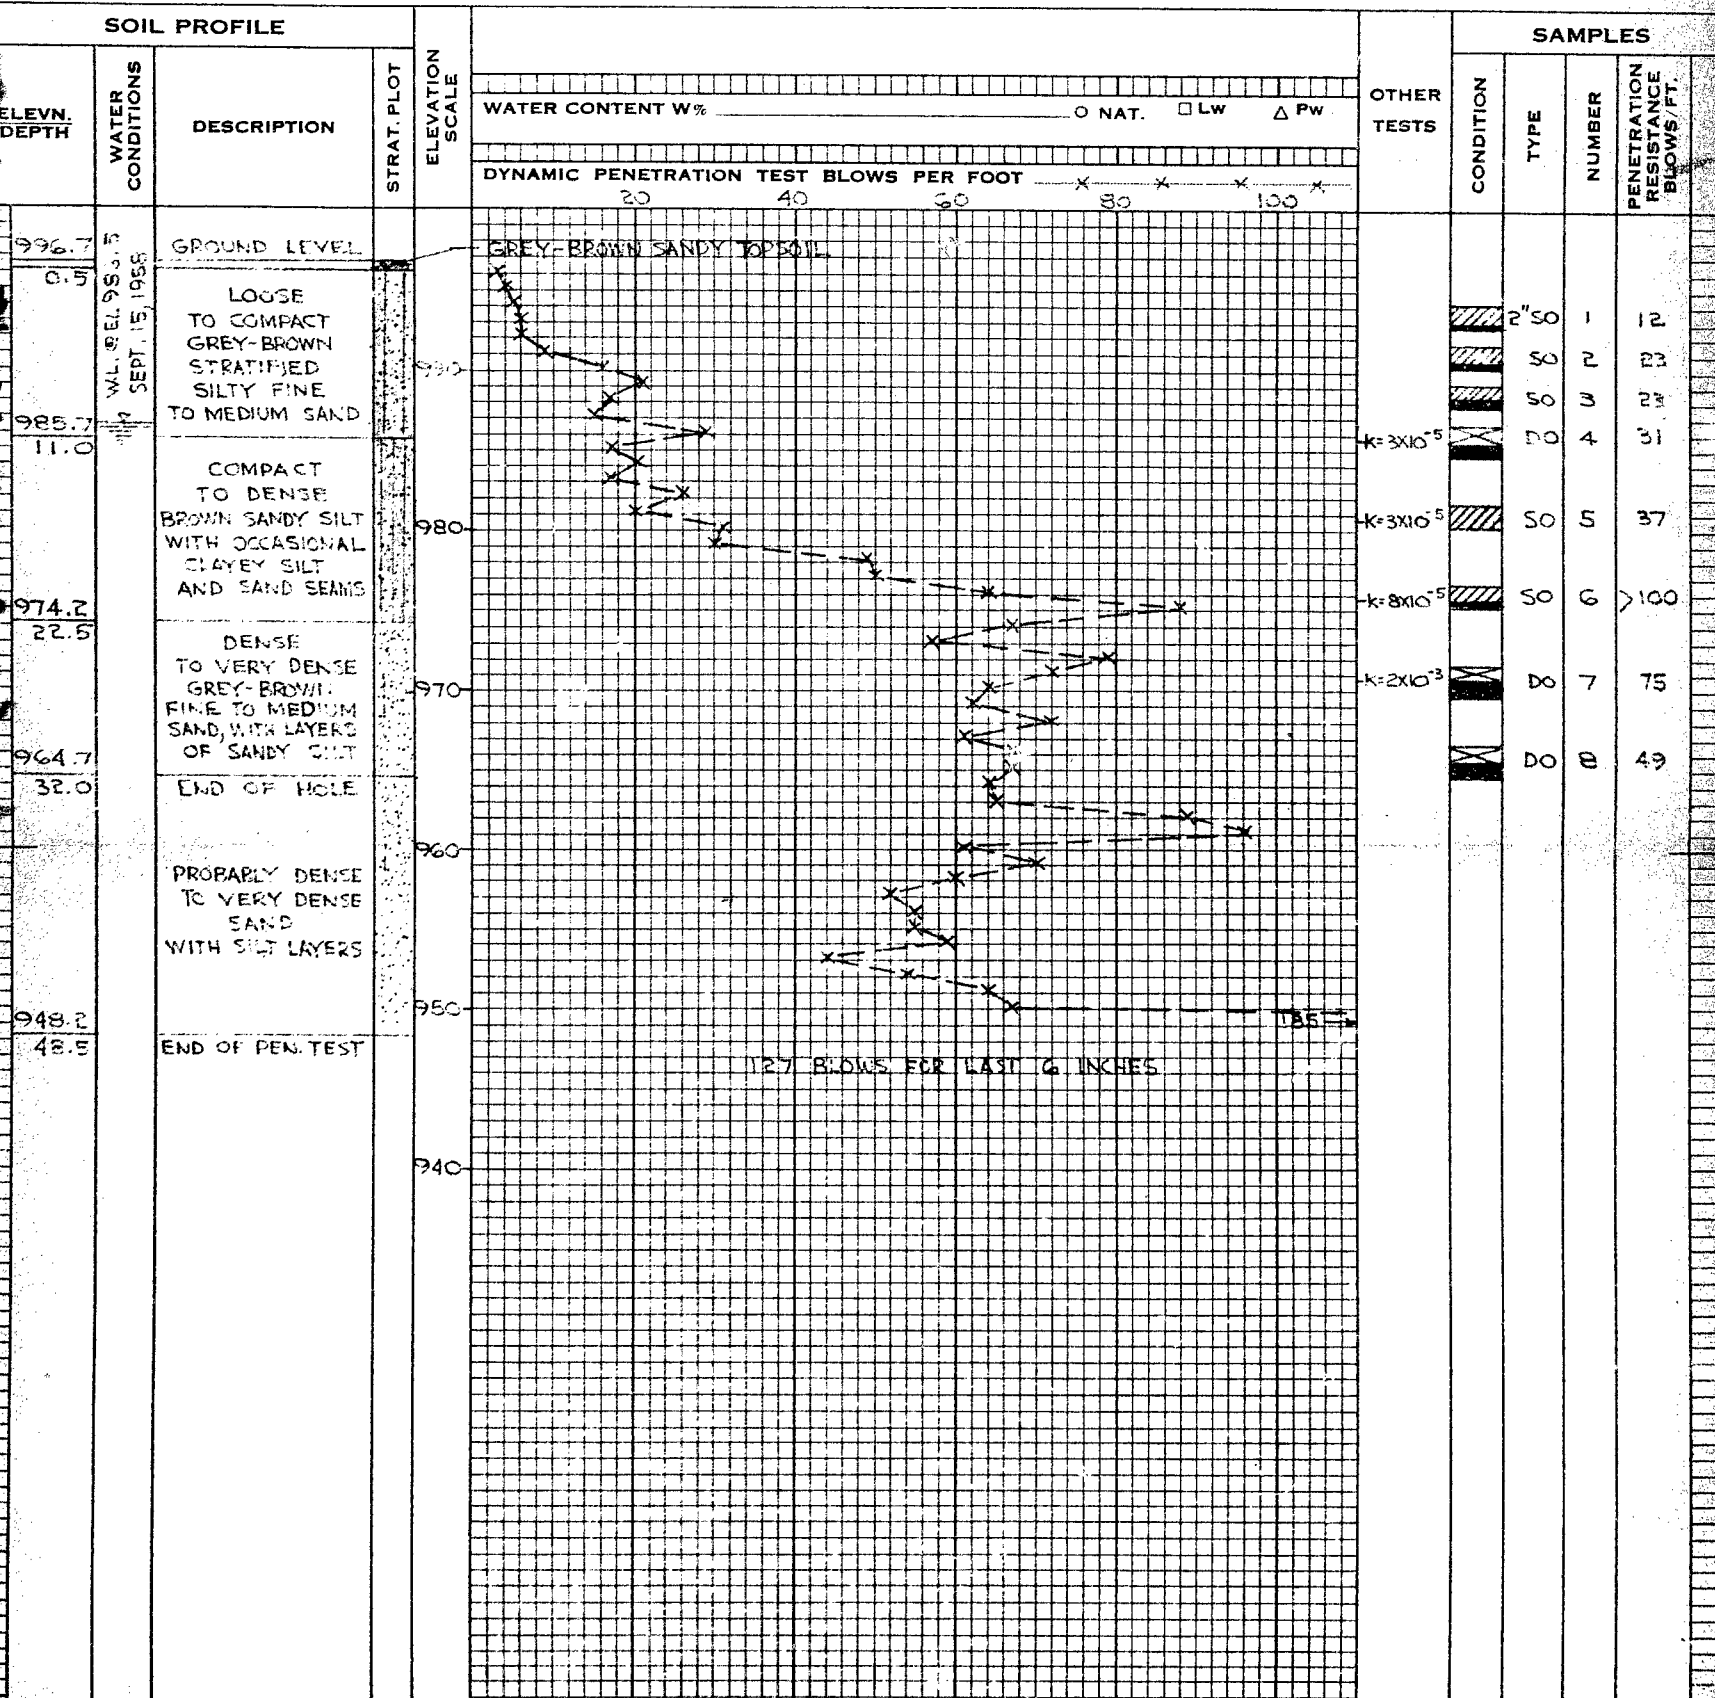 SOIL PROFILE
SAMPLES
ELEVN.
DEPTH
WATER
CONDITIONS
DESCRIPTION
STRAT. PLOT
ELEVATION
SCALE
WATER CONTENT W% ○ NAT. □ Lw △ Pw
DYNAMIC PENETRATION TEST BLOWS PER FOOT
20 40 60 80 100
OTHER
TESTS
CONDITION
TYPE
NUMBER
PENETRATION
RESISTANCE
BLOWS/FT.
996.7
0.5
985.7
11.0
974.2
22.5
964.7
32.0
948.2
48.5
SEPT. 15, 1958
GROUND LEVEL
GREY-BROWN SANDY TOPSOIL
LOOSE
TO COMPACT
GREY-BROWN
STRATIFIED
SILTY FINE
TO MEDIUM SAND
COMPACT
TO DENSE
BROWN SANDY SILT
WITH OCCASIONAL
CLAYEY SILT
AND SAND SEAMS
DENSE
TO VERY DENSE
GREY-BROWN
FINE TO MEDIUM
SAND, WITH LAYERS
OF SANDY SILT
END OF HOLE
PROBABLY DENSE
TO VERY DENSE
SAND
WITH SILT LAYERS
END OF PEN. TEST
990
980
970
960
950
940
185
127 BLOWS FOR LAST 6 INCHES
2" SO 1 12
SO 2 23
SO 3
K=3X10-5 DO 4 31
K=3X10-5 SO 5 37
K=8X10-5 SO 6 >100
K=2X10-3 DO 7 75
DO 8 49